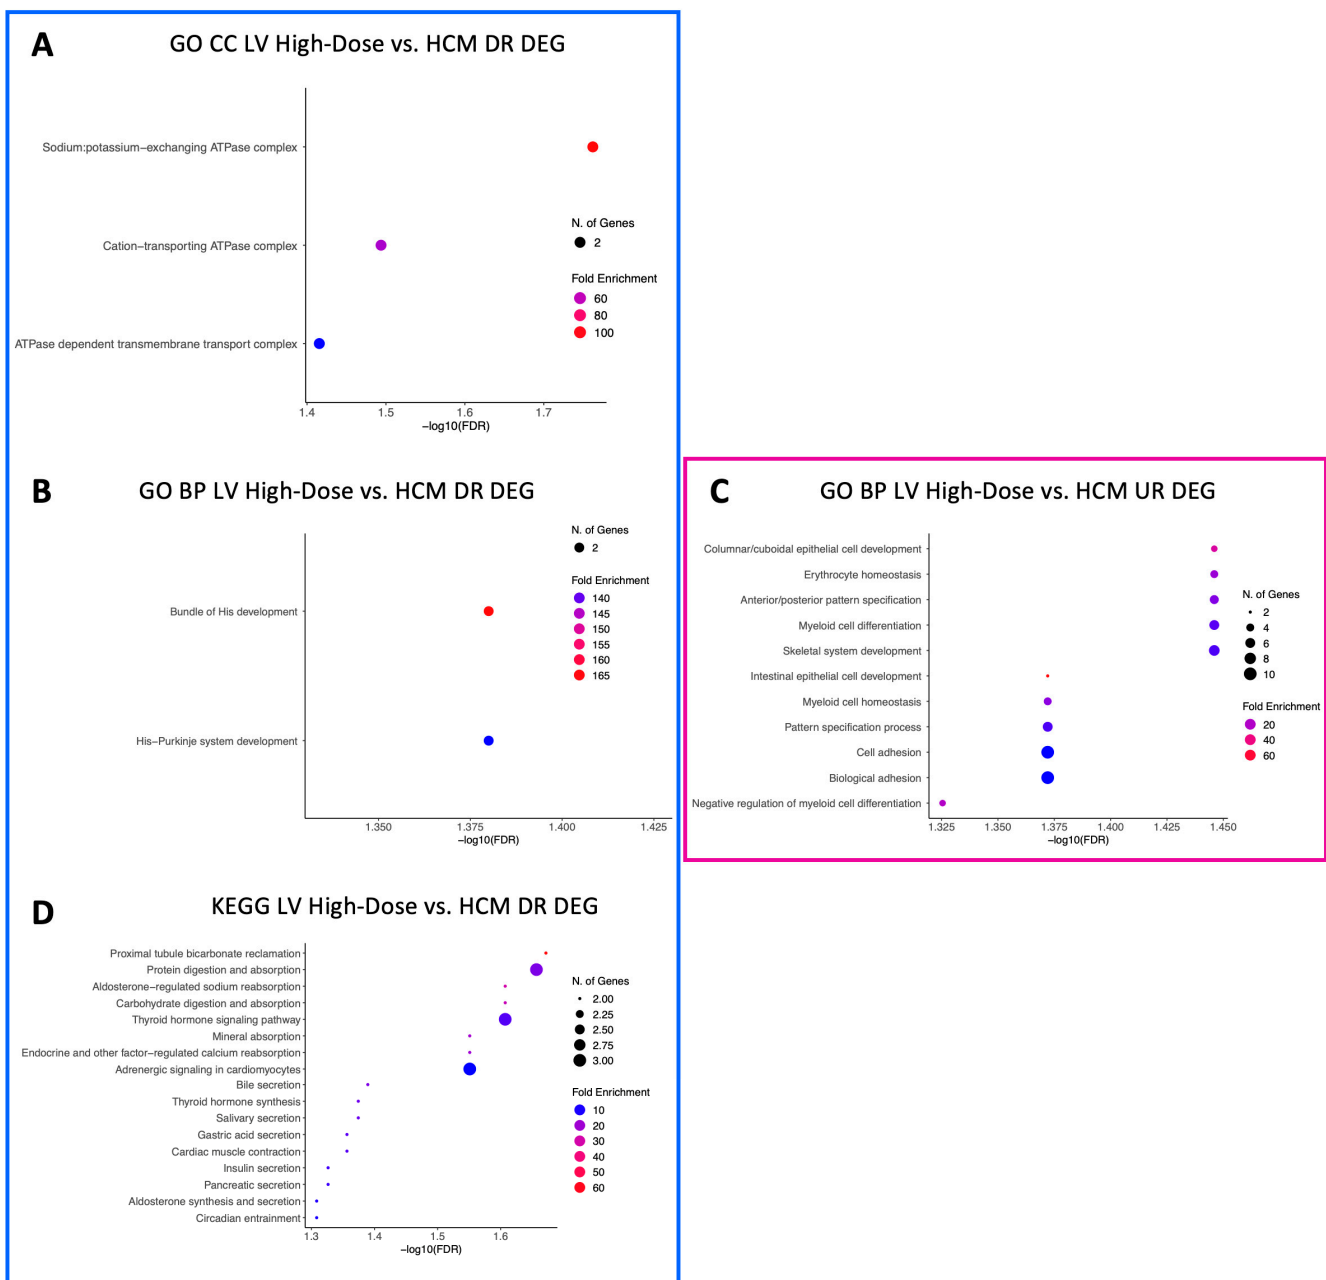 A
GO CC LV High-Dose vs. HCM DR DEG
Sodium:potassium−exchanging ATPase complex
Cation−transporting ATPase complex
ATPase dependent transmembrane transport complex
N. of Genes
2
Fold Enrichment
60
80
100
1.4 1.5 1.6 1.7
−log10(FDR)
B
GO BP LV High-Dose vs. HCM DR DEG
Bundle of His development
His−Purkinje system development
N. of Genes
2
Fold Enrichment
140
145
150
155
160
165
1.350 1.375 1.400 1.425
−log10(FDR)
C
GO BP LV High-Dose vs. HCM UR DEG
Columnar/cuboidal epithelial cell development
Erythrocyte homeostasis
Anterior/posterior pattern specification
Myeloid cell differentiation
Skeletal system development
Intestinal epithelial cell development
Myeloid cell homeostasis
Pattern specification process
Cell adhesion
Biological adhesion
Negative regulation of myeloid cell differentiation
N. of Genes
2
4
6
8
10
Fold Enrichment
20
40
60
1.325 1.350 1.375 1.400 1.425 1.450
−log10(FDR)
D
KEGG LV High-Dose vs. HCM DR DEG
Proximal tubule bicarbonate reclamation
Protein digestion and absorption
Aldosterone−regulated sodium reabsorption
Carbohydrate digestion and absorption
Thyroid hormone signaling pathway
Mineral absorption
Endocrine and other factor−regulated calcium reabsorption
Adrenergic signaling in cardiomyocytes
Bile secretion
Thyroid hormone synthesis
Salivary secretion
Gastric acid secretion
Cardiac muscle contraction
Insulin secretion
Pancreatic secretion
Aldosterone synthesis and secretion
Circadian entrainment
N. of Genes
2.00
2.25
2.50
2.75
3.00
Fold Enrichment
10
20
30
40
50
60
1.3 1.4 1.5 1.6
−log10(FDR)